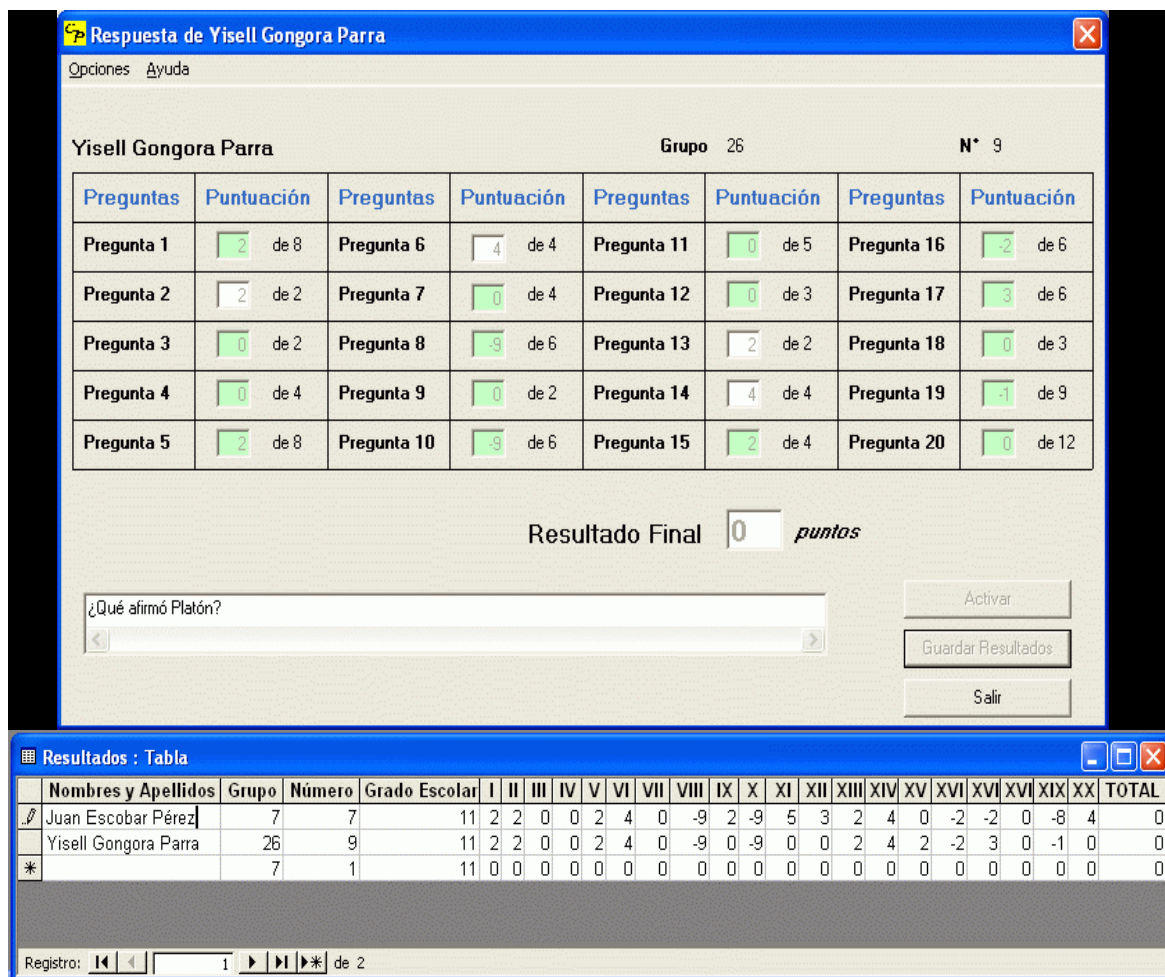 Respuesta de Yisell Gongora Parra
Opciones Ayuda
Yisell Gongora Parra Grupo 26 N° 9
Preguntas Puntuación Preguntas Puntuación Preguntas Puntuación Preguntas Puntuación
Pregunta 1 2 de 8 Pregunta 6 4 de 4 Pregunta 11 0 de 5 Pregunta 16 -2 de 6
Pregunta 2 2 de 2 Pregunta 7 0 de 4 Pregunta 12 0 de 3 Pregunta 17 3 de 6
Pregunta 3 0 de 2 Pregunta 8 -9 de 6 Pregunta 13 2 de 2 Pregunta 18 0 de 3
Pregunta 4 0 de 4 Pregunta 9 0 de 2 Pregunta 14 4 de 4 Pregunta 19 -1 de 9
Pregunta 5 2 de 8 Pregunta 10 -9 de 6 Pregunta 15 2 de 4 Pregunta 20 0 de 12
Resultado Final 0 puntos
¿Qué afirmó Platón?
Activar
Guardar Resultados
Salir
Resultados : Tabla
Nombres y Apellidos Grupo Número Grado Escolar I II III IV V VI VII VIII IX X XI XII XIII XIV XV XVI XVI XVI XIX XX TOTAL
Juan Escobar Pérez 7 7 11 2 2 0 0 2 4 0 -9 2 -9 5 3 2 4 0 -2 -2 0 -8 4 0
Yisell Gongora Parra 26 9 11 2 2 0 0 2 4 0 -9 0 -9 0 0 2 4 2 -2 3 0 -1 0 0
7 1 11 0 0 0 0 0 0 0 0 0 0 0 0 0 0 0 0 0 0 0 0 0
Registro: 1 de 2